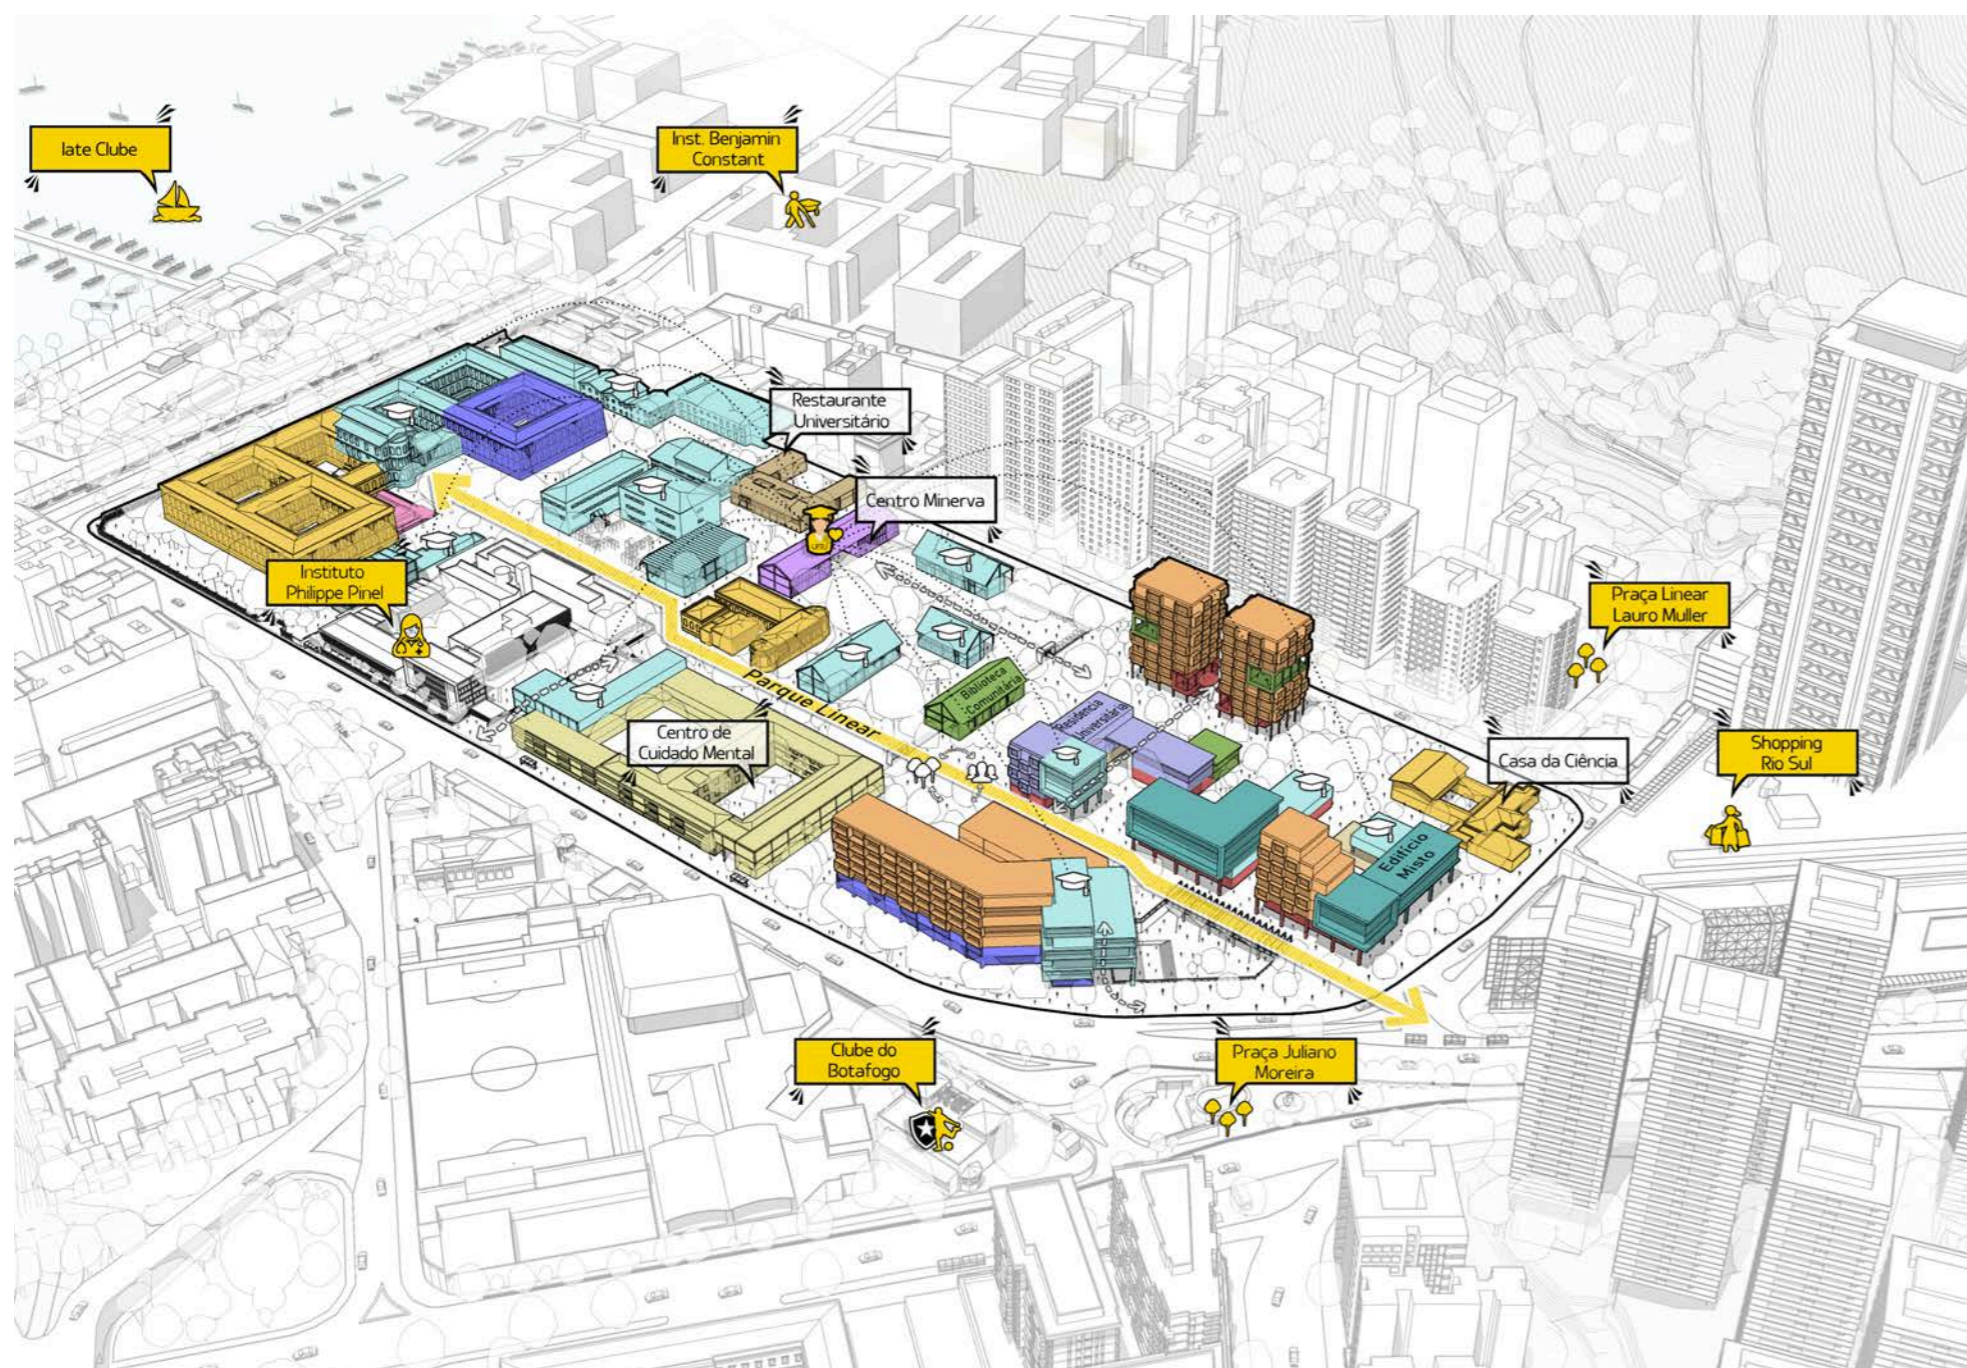 Iate Clube
Inst. Benjamin
Constant
Restaurante
Universitário
Centro Minerva
UFRJ
Instituto
Philippe Pinel
Praça Linear
Lauro Muller
Parque Linear
Biblioteca
Comunitária
Residência
Universitária
Centro de
Cuidado Mental
Casa da Ciência
Shopping
Rio Sul
Edifício
Misto
Clube do
Botafogo
Praça Juliano
Moreira